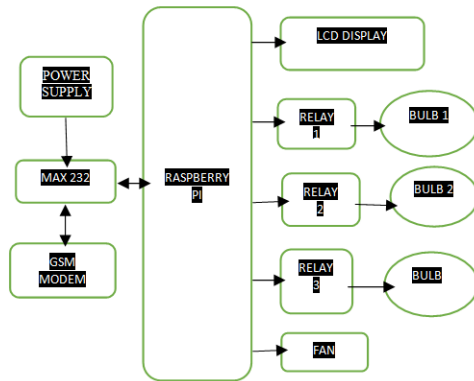 LCD DISPLAY
POWER
SUPPLY
RELAY
1
BULB 1
MAX 232
RASPBERRY
PI
RELAY
2
BULB 2
GSM
MODEM
RELAY
3
BULB
FAN